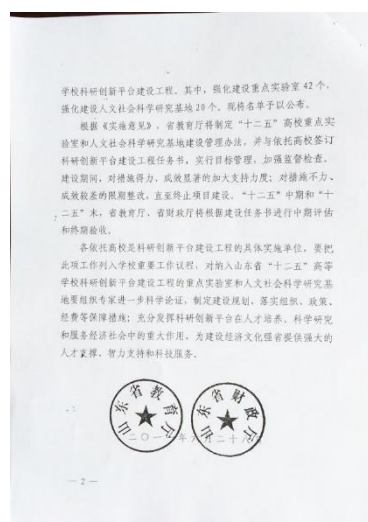 学校科研创新平台建设工程。其中，强化建设重点实验室 42 个，
强化建设人文社会科学研究基地 20 个。现将名单予以公布。
根据《实施意见》，省教育厅将制定“十二五”高校重点实
验室和人文社会科学研究基地建设管理办法，并与依托高校签订
科研创新平台建设工程任务书，实行目标管理，加强监督检查。
建设期间，对措施得力、成效显著的加大支持力度；对措施不力、
成效较差的限期整改，直至终止项目建设。“十二五”中期和“十
二五”末，省教育厅、省财政厅将根据建设任务书进行中期评估
和终期验收。
各依托高校是科研创新平台建设工程的具体实施单位，要把
此项工作列入学校重要工作议程，对纳入山东省“十二五”高等
学校科研创新平台建设工程的重点实验室和人文社会科学研究基
地要组织专家进一步科学论证，制定建设规划，落实组织、政策、
经费等保障措施；充分发挥科研创新平台在人才培养、科学研究
和服务经济社会中的重大作用，为建设经济文化强省提供强大的
人才支撑、智力支持和科技服务。
山东省教育厅
山东省财政厅
二〇一 年 月二十八
— 2 —